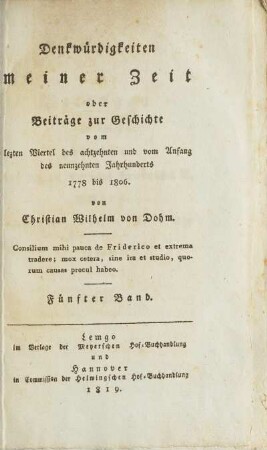 Denkwürdigkeiten
meiner Zeit
oder
Beiträge zur Geschichte
vom
lezten Viertel des achtzehnten und vom Anfang
des neunzehnten Jahrhunderts
1778 bis 1806.
von
Christian Wilhelm von Dohm.
Consilium mihi pauca de Friderico et extrema
tradere; mox cetera, sine ira et studio, quo-
rum causas procul habeo.
Fünfter Band.
Lemgo
im Verlage der Meyerschen Hof-Buchhandlung
und
Hannover
in Commission der Helwingschen Hof-Buchhandlung
1819.